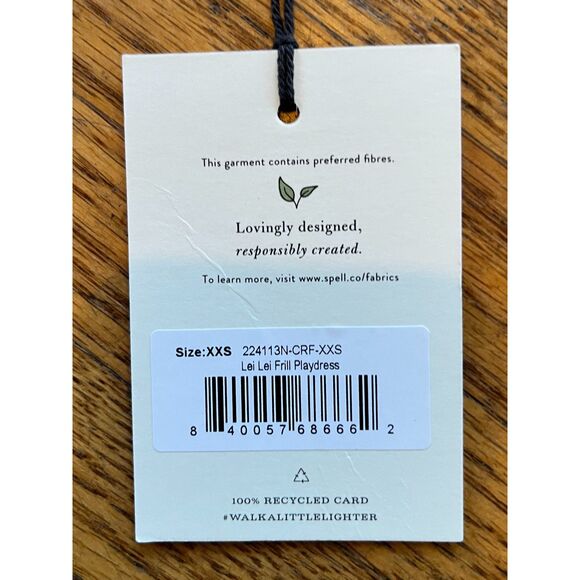 This garment contains preferred fibres.
Lovingly designed,
responsibly created.
To learn more, visit www.spell.co/fabrics
Size:XXS 224113N-CRF-XXS
Lei Lei Frill Playdress
8 40057 68666 2
100% RECYCLED CARD
#WALKALITTLELIGHTER